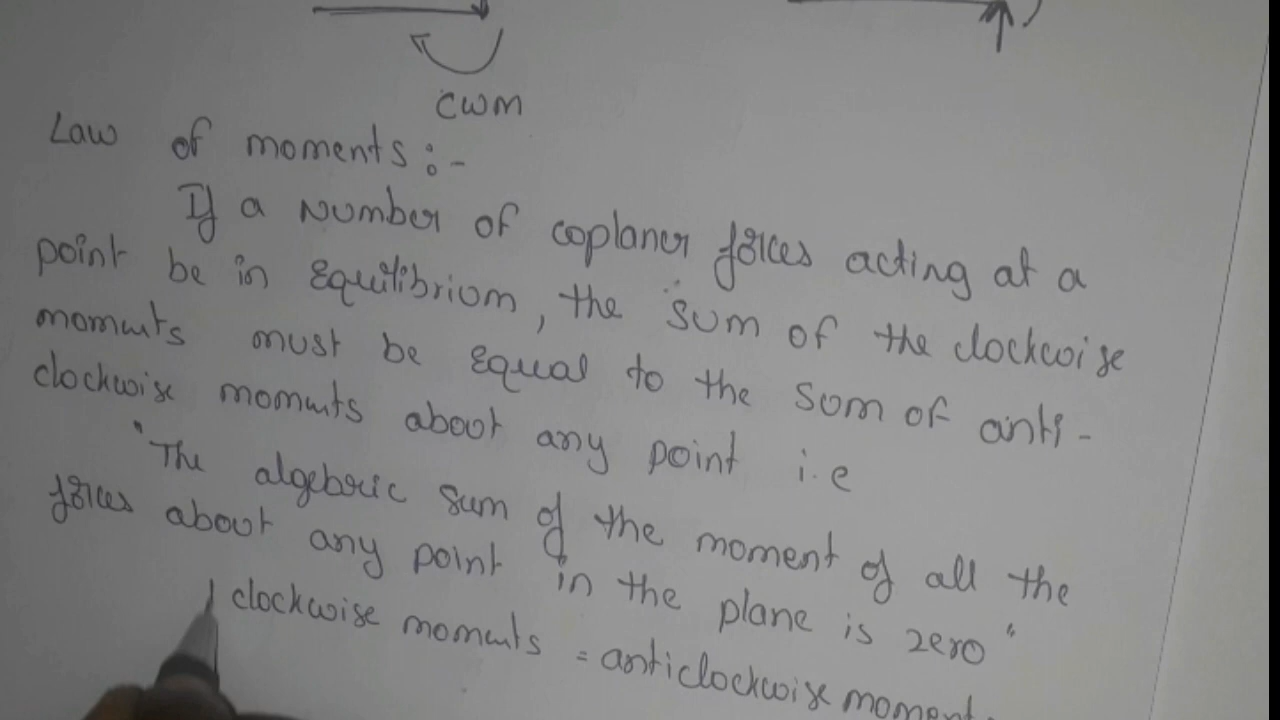 CWM
Law of moments :-
If a Number of coplaner forces acting at a
point be in Equilibriom, the sum of the clockwise
moments must be Equal to the sum of anti-
clockwise moments about any point i.e
"The algebric sum of the moment of all the
forces about any point in the plane is zero"
clockwise moments = anticlockwise moment